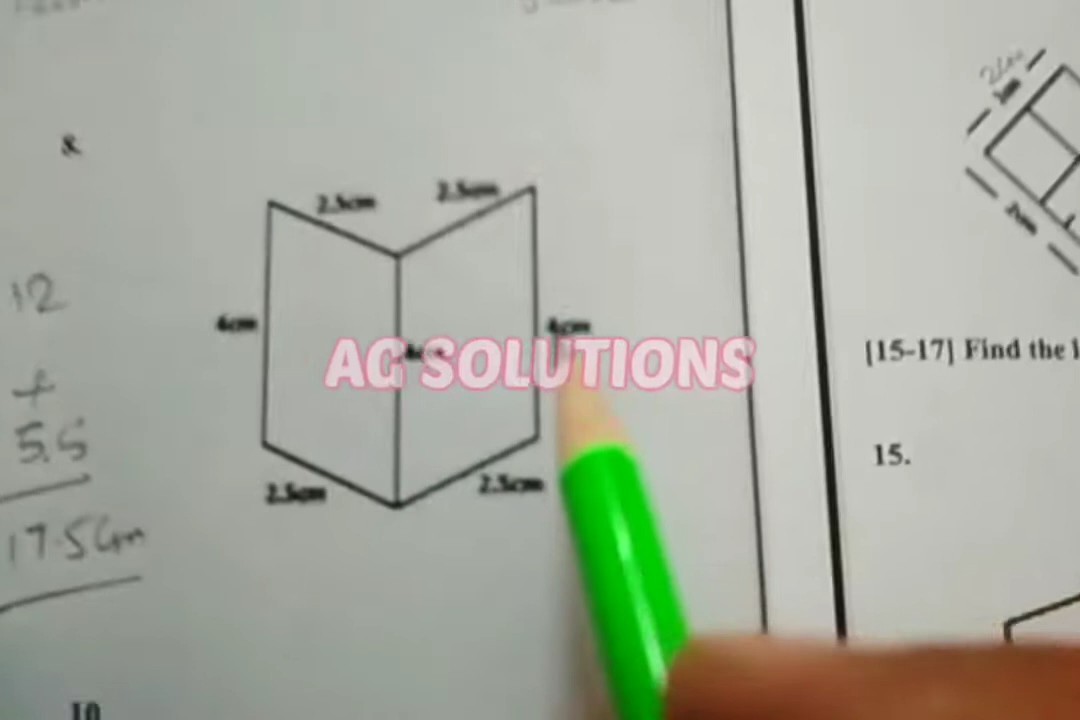 8.
2.5cm 2.5cm
4cm
4cm
2.5cm 2.5cm
12
+
5.5
17.5cm
10
AG SOLUTIONS
2cm
[15-17] Find the
15.